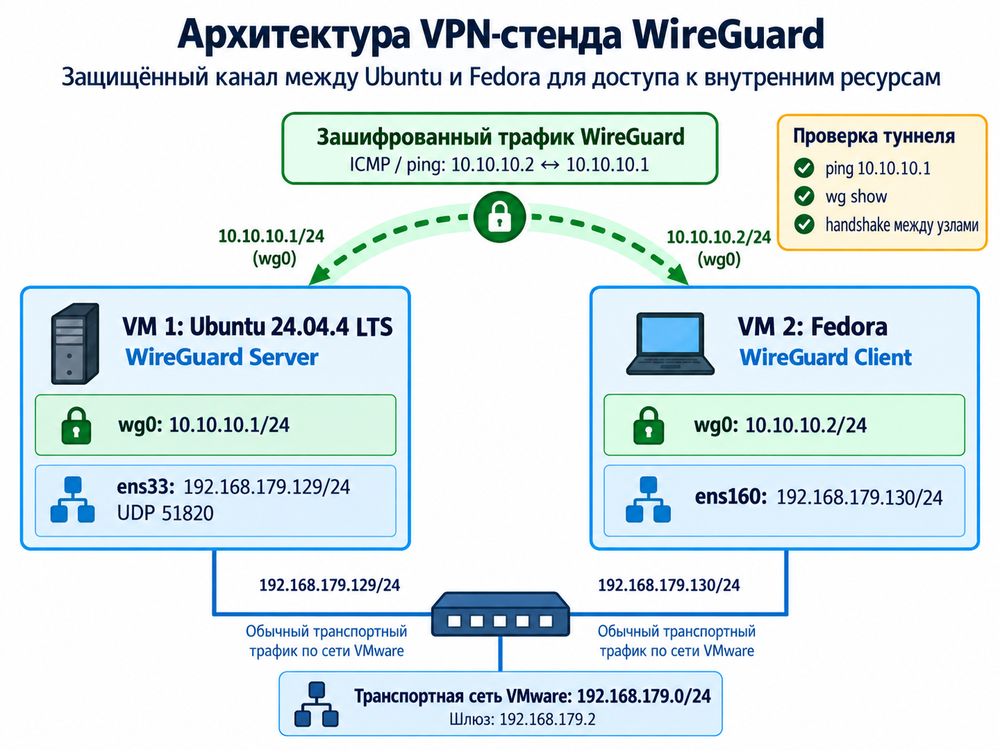 Архитектура VPN-стенда WireGuard
Защищённый канал между Ubuntu и Fedora для доступа к внутренним ресурсам
Зашифрованный трафик WireGuard
ICMP / ping: 10.10.10.2 ↔ 10.10.10.1
Проверка туннеля
ping 10.10.10.1
wg show
handshake между узлами
10.10.10.1/24
(wg0)
10.10.10.2/24
(wg0)
VM 1: Ubuntu 24.04.4 LTS
WireGuard Server
wg0: 10.10.10.1/24
ens33: 192.168.179.129/24
UDP 51820
VM 2: Fedora
WireGuard Client
wg0: 10.10.10.2/24
ens160: 192.168.179.130/24
192.168.179.129/24
Обычный транспортный
трафик по сети VMware
192.168.179.130/24
Обычный транспортный
трафик по сети VMware
Транспортная сеть VMware: 192.168.179.0/24
Шлюз: 192.168.179.2